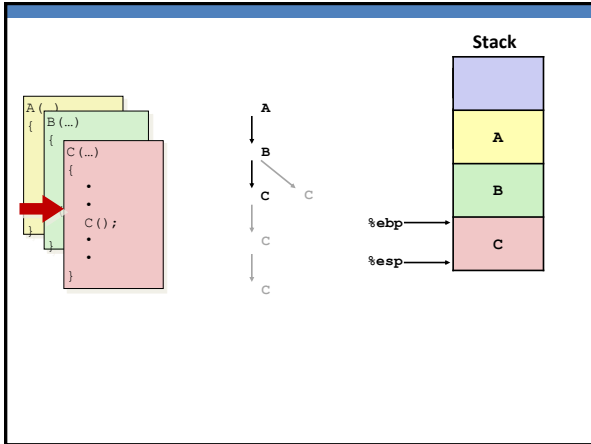 Stack
A(…)
{
}
B(…)
{
}
C(…)
{
•
•
C();
•
•
}
A
B
C
C
C
C
A
B
C
%ebp
%esp